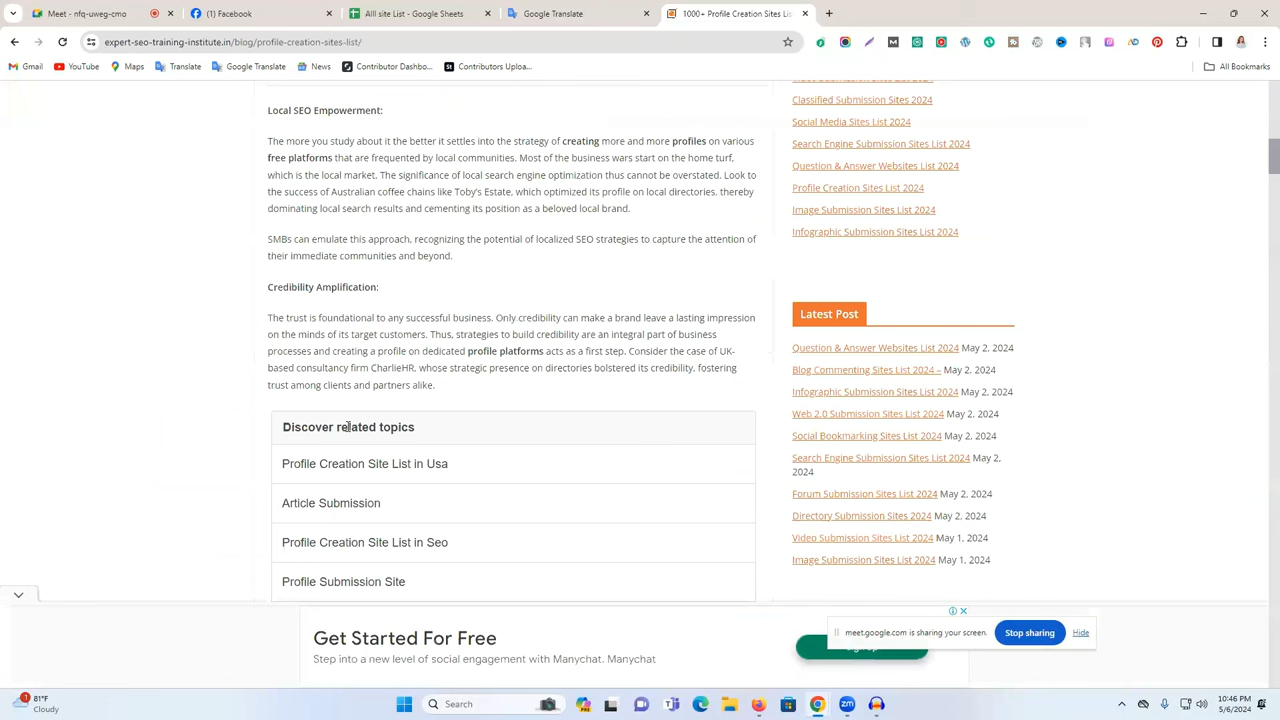 (1) Facebook
All site - Google Sheets
Google Translate
1000+ Profile Creation Sites Lis
expert-seo-training-institute.in/blog/profile-creation-sites-list/
Gmail
YouTube
Maps
Translate
Google Translate
News
Contributor Dashbo...
Contributors Uploa...
All Bookmarks
Local SEO Empowerment:
The more you study about it the better it settles into the strategy of creating more and more profiles on various
free platforms that are frequented by local communities. Most of the business wars start on the home turf,
which is the local market. The significance of local search engine optimization thus cannot be overstated. Look to
the success of Australian coffee chains like Toby's Estate, which optimized its profile on local directories. thereby
dominating local search results and cementing its position as a beloved local brand.
SMBs can emulate this approach, recognizing the potential of localized SEO strategies to capture the attention of
their immediate communities and beyond.
Credibility Amplification:
The trust is foundational to any successful business. Only credibility can make a brand leave a lasting impression
on the minds of its target customers. Thus, strategies to build credibility are an integral part of business
processes and creating a profile on dedicated profile platforms acts as a first step. Consider the case of UK-
based consultancy firm CharlieHR, whose strategic presence on directories bolstered its credibility, fostering
trust among clients and partners alike.
Discover related topics
Profile Creation Site List in Usa
Article Submission
Profile Creation Site List in Seo
Profile Submission Site
Video Submission Sites List 2024
Classified Submission Sites 2024
Social Media Sites List 2024
Search Engine Submission Sites List 2024
Question & Answer Websites List 2024
Profile Creation Sites List 2024
Image Submission Sites List 2024
Infographic Submission Sites List 2024
Latest Post
Question & Answer Websites List 2024 May 2, 2024
Blog Commenting Sites List 2024 – May 2, 2024
Infographic Submission Sites List 2024 May 2, 2024
Web 2.0 Submission Sites List 2024 May 2, 2024
Social Bookmarking Sites List 2024 May 2, 2024
Search Engine Submission Sites List 2024 May 2,
2024
Forum Submission Sites List 2024 May 2, 2024
Directory Submission Sites 2024 May 2, 2024
Video Submission Sites List 2024 May 1, 2024
Image Submission Sites List 2024 May 1, 2024
Get Started For Free
Step into a new level of social engagement with Manychat. Manychat
meet.google.com is sharing your screen.
Stop sharing
Hide
81°F
Cloudy
Search
10:46 PM
5/6/2024